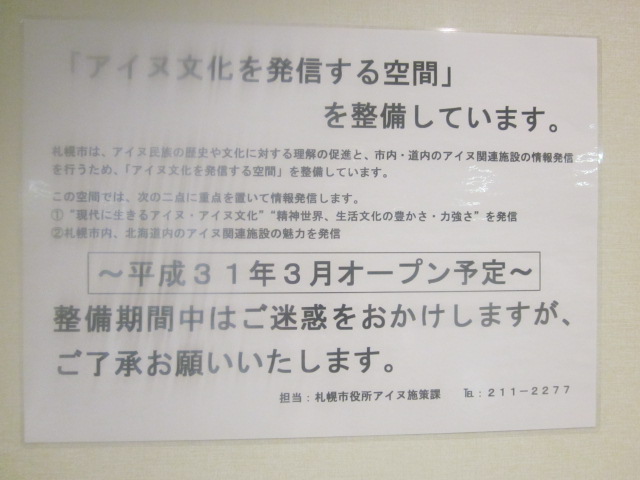 「アイヌ文化を発信する空間」
を整備しています。
札幌市は、アイヌ民族の歴史や文化に対する理解の促進と、市内・道内のアイヌ関連施設の情報発信
を行うため、「アイヌ文化を発信する空間」を整備しています。
この空間では、次の二点に重点を置いて情報発信します。
①“現代に生きるアイヌ・アイヌ文化”“精神世界、生活文化の豊かさ・力強さ”を発信
②札幌市内、北海道内のアイヌ関連施設の魅力を発信
～平成３１年３月オープン予定～
整備期間中はご迷惑をおかけしますが、
ご了承お願いいたします。
担当：札幌市役所アイヌ施策課　℡：２１１－２２７７